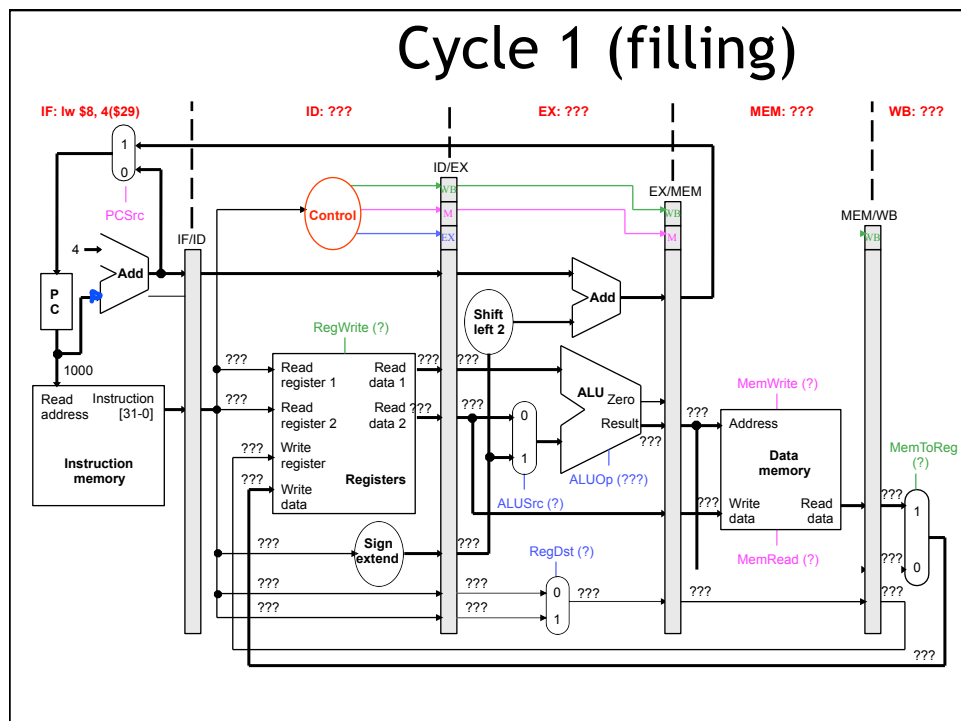 Cycle 1 (filling)
IF: lw $8, 4($29)
ID: ???
EX: ???
MEM: ???
WB: ???
1
0
PCSrc
4
Add
P
C
1000
Read
address
Instruction
[31-0]
Instruction
memory
IF/ID
Control
ID/EX
WB
M
EX
EX/MEM
WB
M
MEM/WB
WB
RegWrite (?)
???
Read
register 1
Read
data 1
???
???
???
Read
register 2
Read
data 2
???
???
???
Write
register
???
Write
data
Registers
???
Sign
extend
???
???
???
Shift
left 2
Add
0
1
ALUSrc (?)
ALU
Zero
Result
???
ALUOp (???)
RegDst (?)
???
0
???
1
???
???
MemWrite (?)
???
Address
Data
memory
???
Write
data
Read
data
MemRead (?)
???
MemToReg
(?)
???
1
???
0
???
???